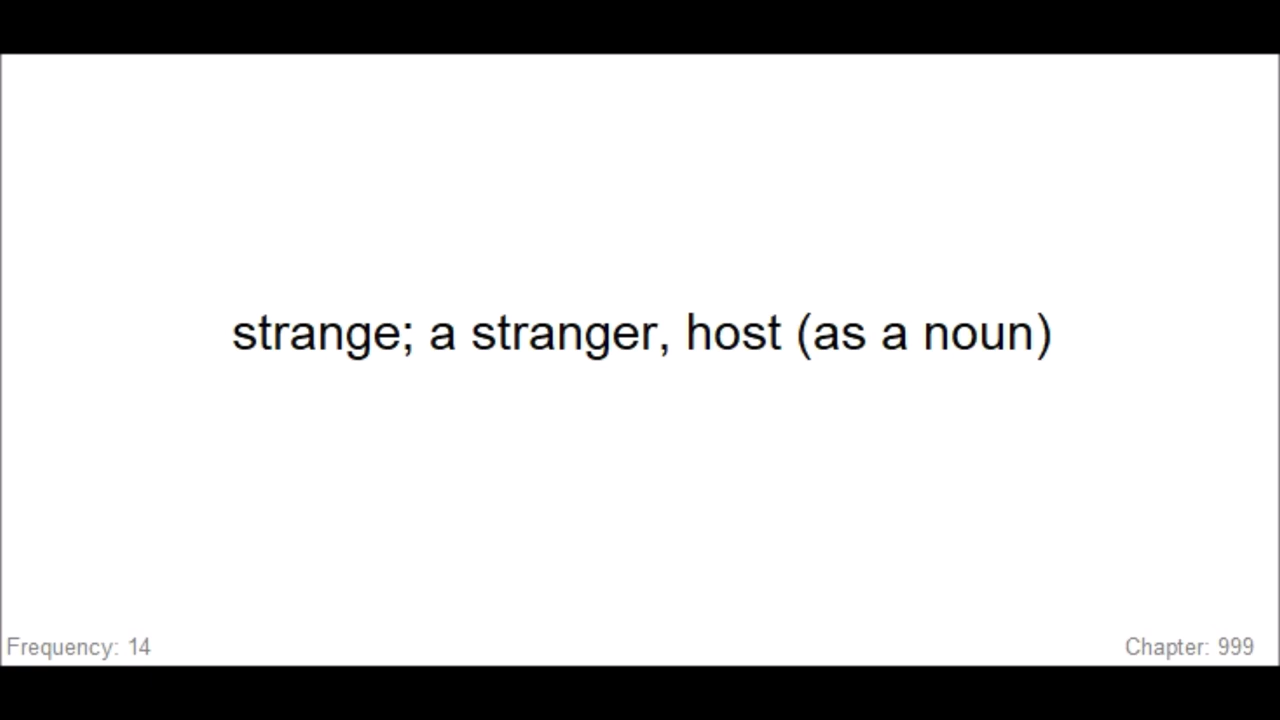 strange; a stranger, host (as a noun)
Frequency: 14
Chapter: 999